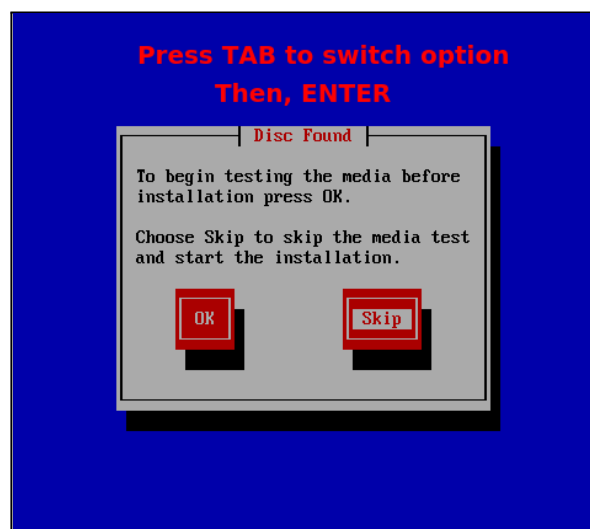 Press TAB to switch option
Then, ENTER
Disc Found
To begin testing the media before
installation press OK.
Choose Skip to skip the media test
and start the installation.
OK
Skip